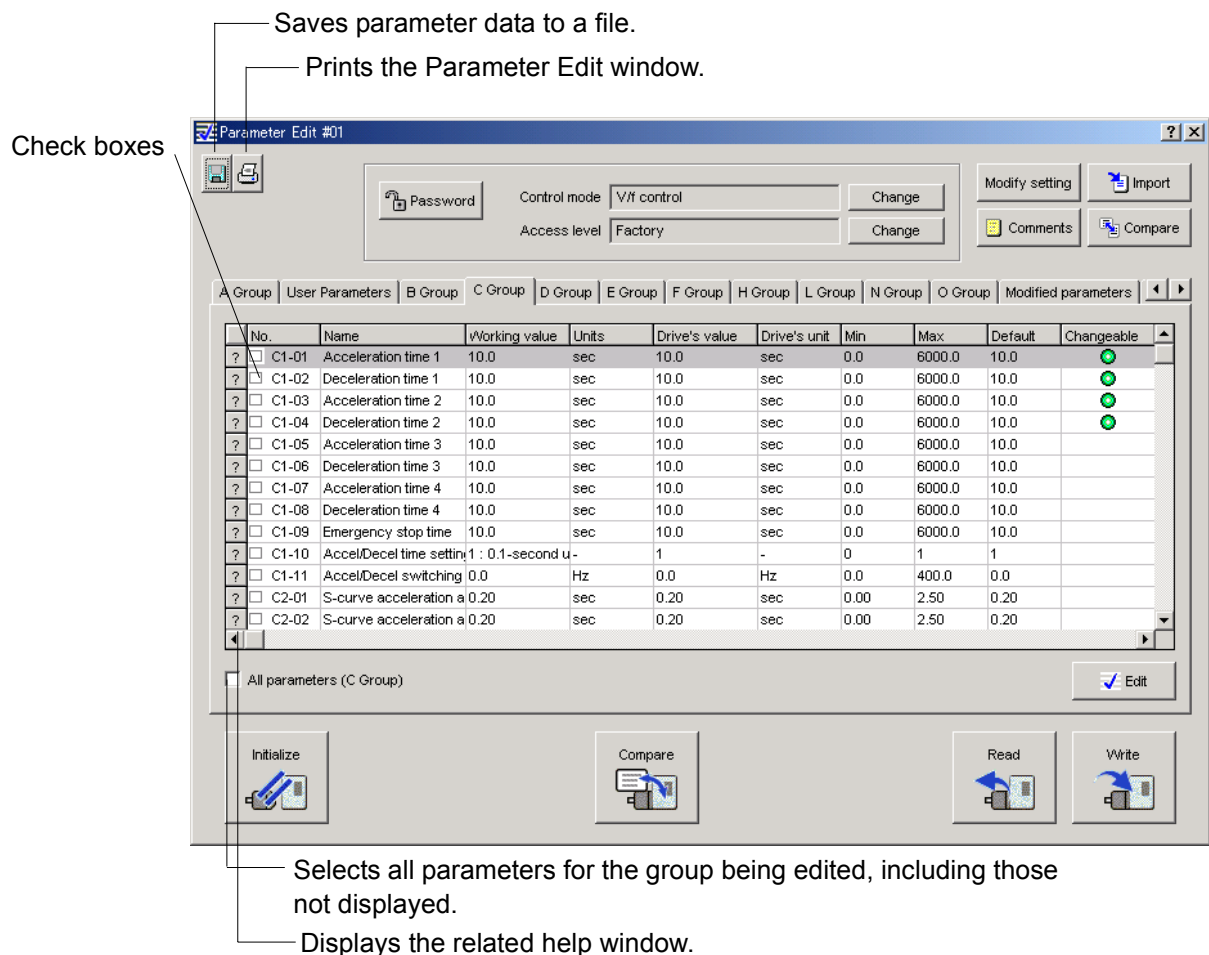 Saves parameter data to a file.
Prints the Parameter Edit window.
Check boxes
Parameter Edit #01
Password Control mode V/f control Change Modify setting Import
Access level Factory Change Comments Compare
A Group User Parameters B Group C Group D Group E Group F Group H Group L Group N Group O Group Modified parameters
No. Name Working value Units Drive's value Drive's unit Min Max Default Changeable
? C1-01 Acceleration time 1 10.0 sec 10.0 sec 0.0 6000.0 10.0
? C1-02 Deceleration time 1 10.0 sec 10.0 sec 0.0 6000.0 10.0
? C1-03 Acceleration time 2 10.0 sec 10.0 sec 0.0 6000.0 10.0
? C1-04 Deceleration time 2 10.0 sec 10.0 sec 0.0 6000.0 10.0
? C1-05 Acceleration time 3 10.0 sec 10.0 sec 0.0 6000.0 10.0
? C1-06 Deceleration time 3 10.0 sec 10.0 sec 0.0 6000.0 10.0
? C1-07 Acceleration time 4 10.0 sec 10.0 sec 0.0 6000.0 10.0
? C1-08 Deceleration time 4 10.0 sec 10.0 sec 0.0 6000.0 10.0
? C1-09 Emergency stop time 10.0 sec 10.0 sec 0.0 6000.0 10.0
? C1-10 Accel/Decel time settin 1 : 0.1-second u - 1 - 0 1 1
? C1-11 Accel/Decel switching 0.0 Hz 0.0 Hz 0.0 400.0 0.0
? C2-01 S-curve acceleration a 0.20 sec 0.20 sec 0.00 2.50 0.20
? C2-02 S-curve acceleration a 0.20 sec 0.20 sec 0.00 2.50 0.20
All parameters (C Group) Edit
Initialize Compare Read Write
Selects all parameters for the group being edited, including those
not displayed.
Displays the related help window.